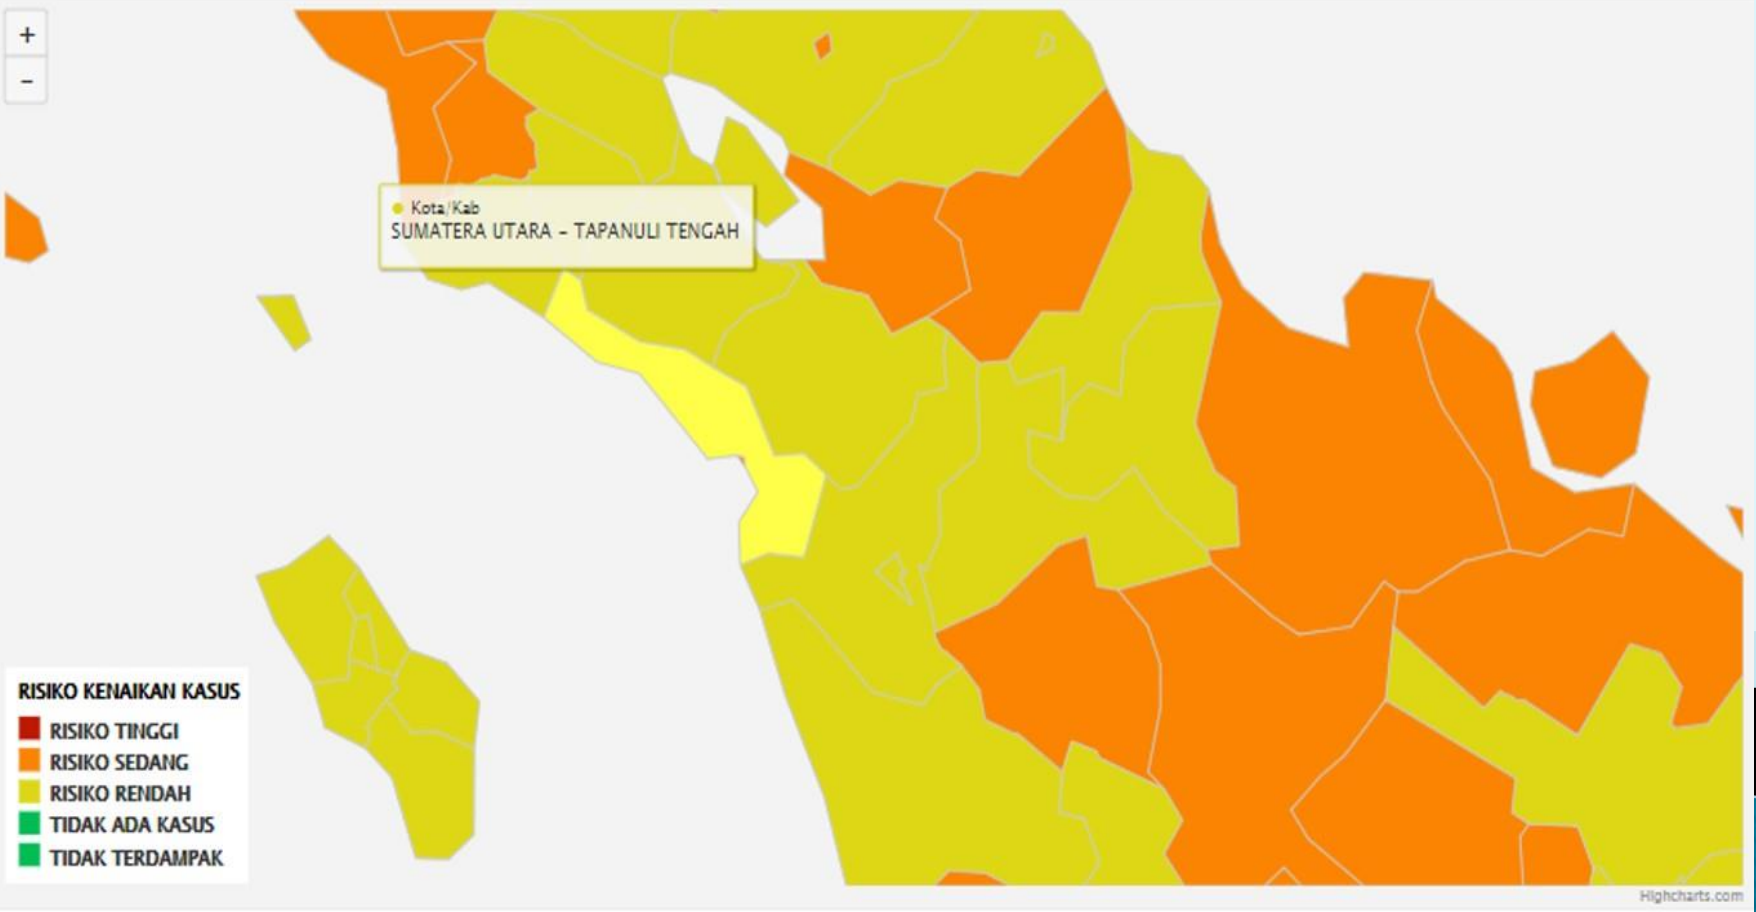 +
−
Kota/Kab
SUMATERA UTARA – TAPANULI TENGAH
RISIKO KENAIKAN KASUS
RISIKO TINGGI
RISIKO SEDANG
RISIKO RENDAH
TIDAK ADA KASUS
TIDAK TERDAMPAK
Highcharts.com